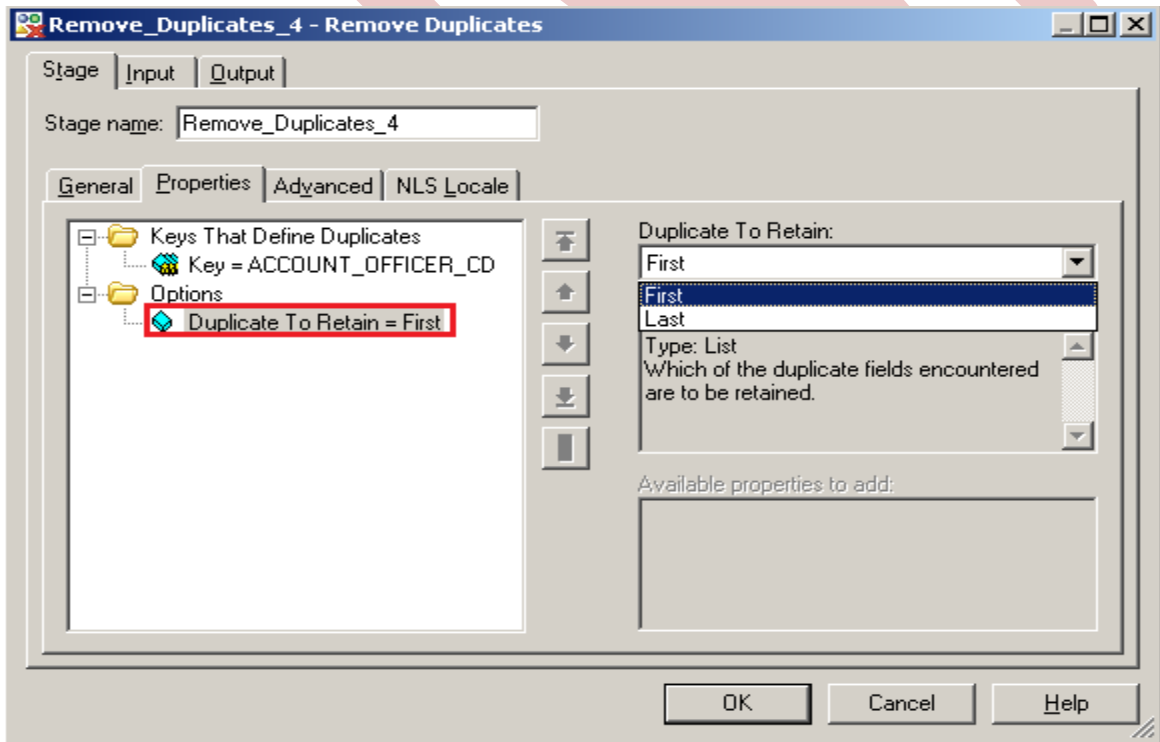 Remove_Duplicates_4 - Remove Duplicates
Stage Input Output
Stage name: Remove_Duplicates_4
General Properties Advanced NLS Locale
Keys That Define Duplicates
Key = ACCOUNT_OFFICER_CD
Options
Duplicate To Retain = First
Duplicate To Retain:
First
First
Last
Type: List
Which of the duplicate fields encountered
are to be retained.
Available properties to add:
OK Cancel Help